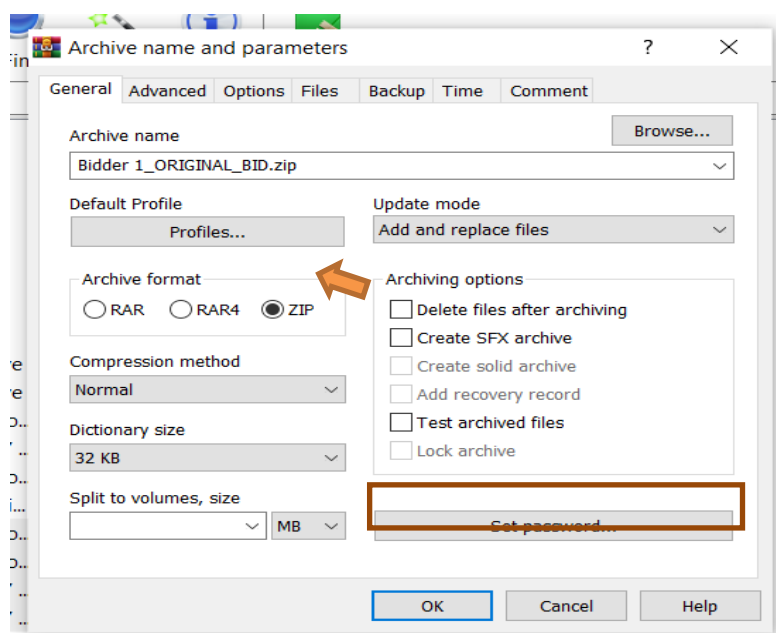 Fin
Archive name and parameters ?
General Advanced Options Files Backup Time Comment
Archive name Browse...
Bidder 1_ORIGINAL_BID.zip
Default Profile Update mode
Profiles... Add and replace files
Archive format Archiving options
RAR RAR4 ZIP Delete files after archiving
Create SFX archive
Compression method Create solid archive
Normal Add recovery record
Dictionary size Test archived files
32 KB Lock archive
Split to volumes, size
MB Set password...
OK Cancel Help